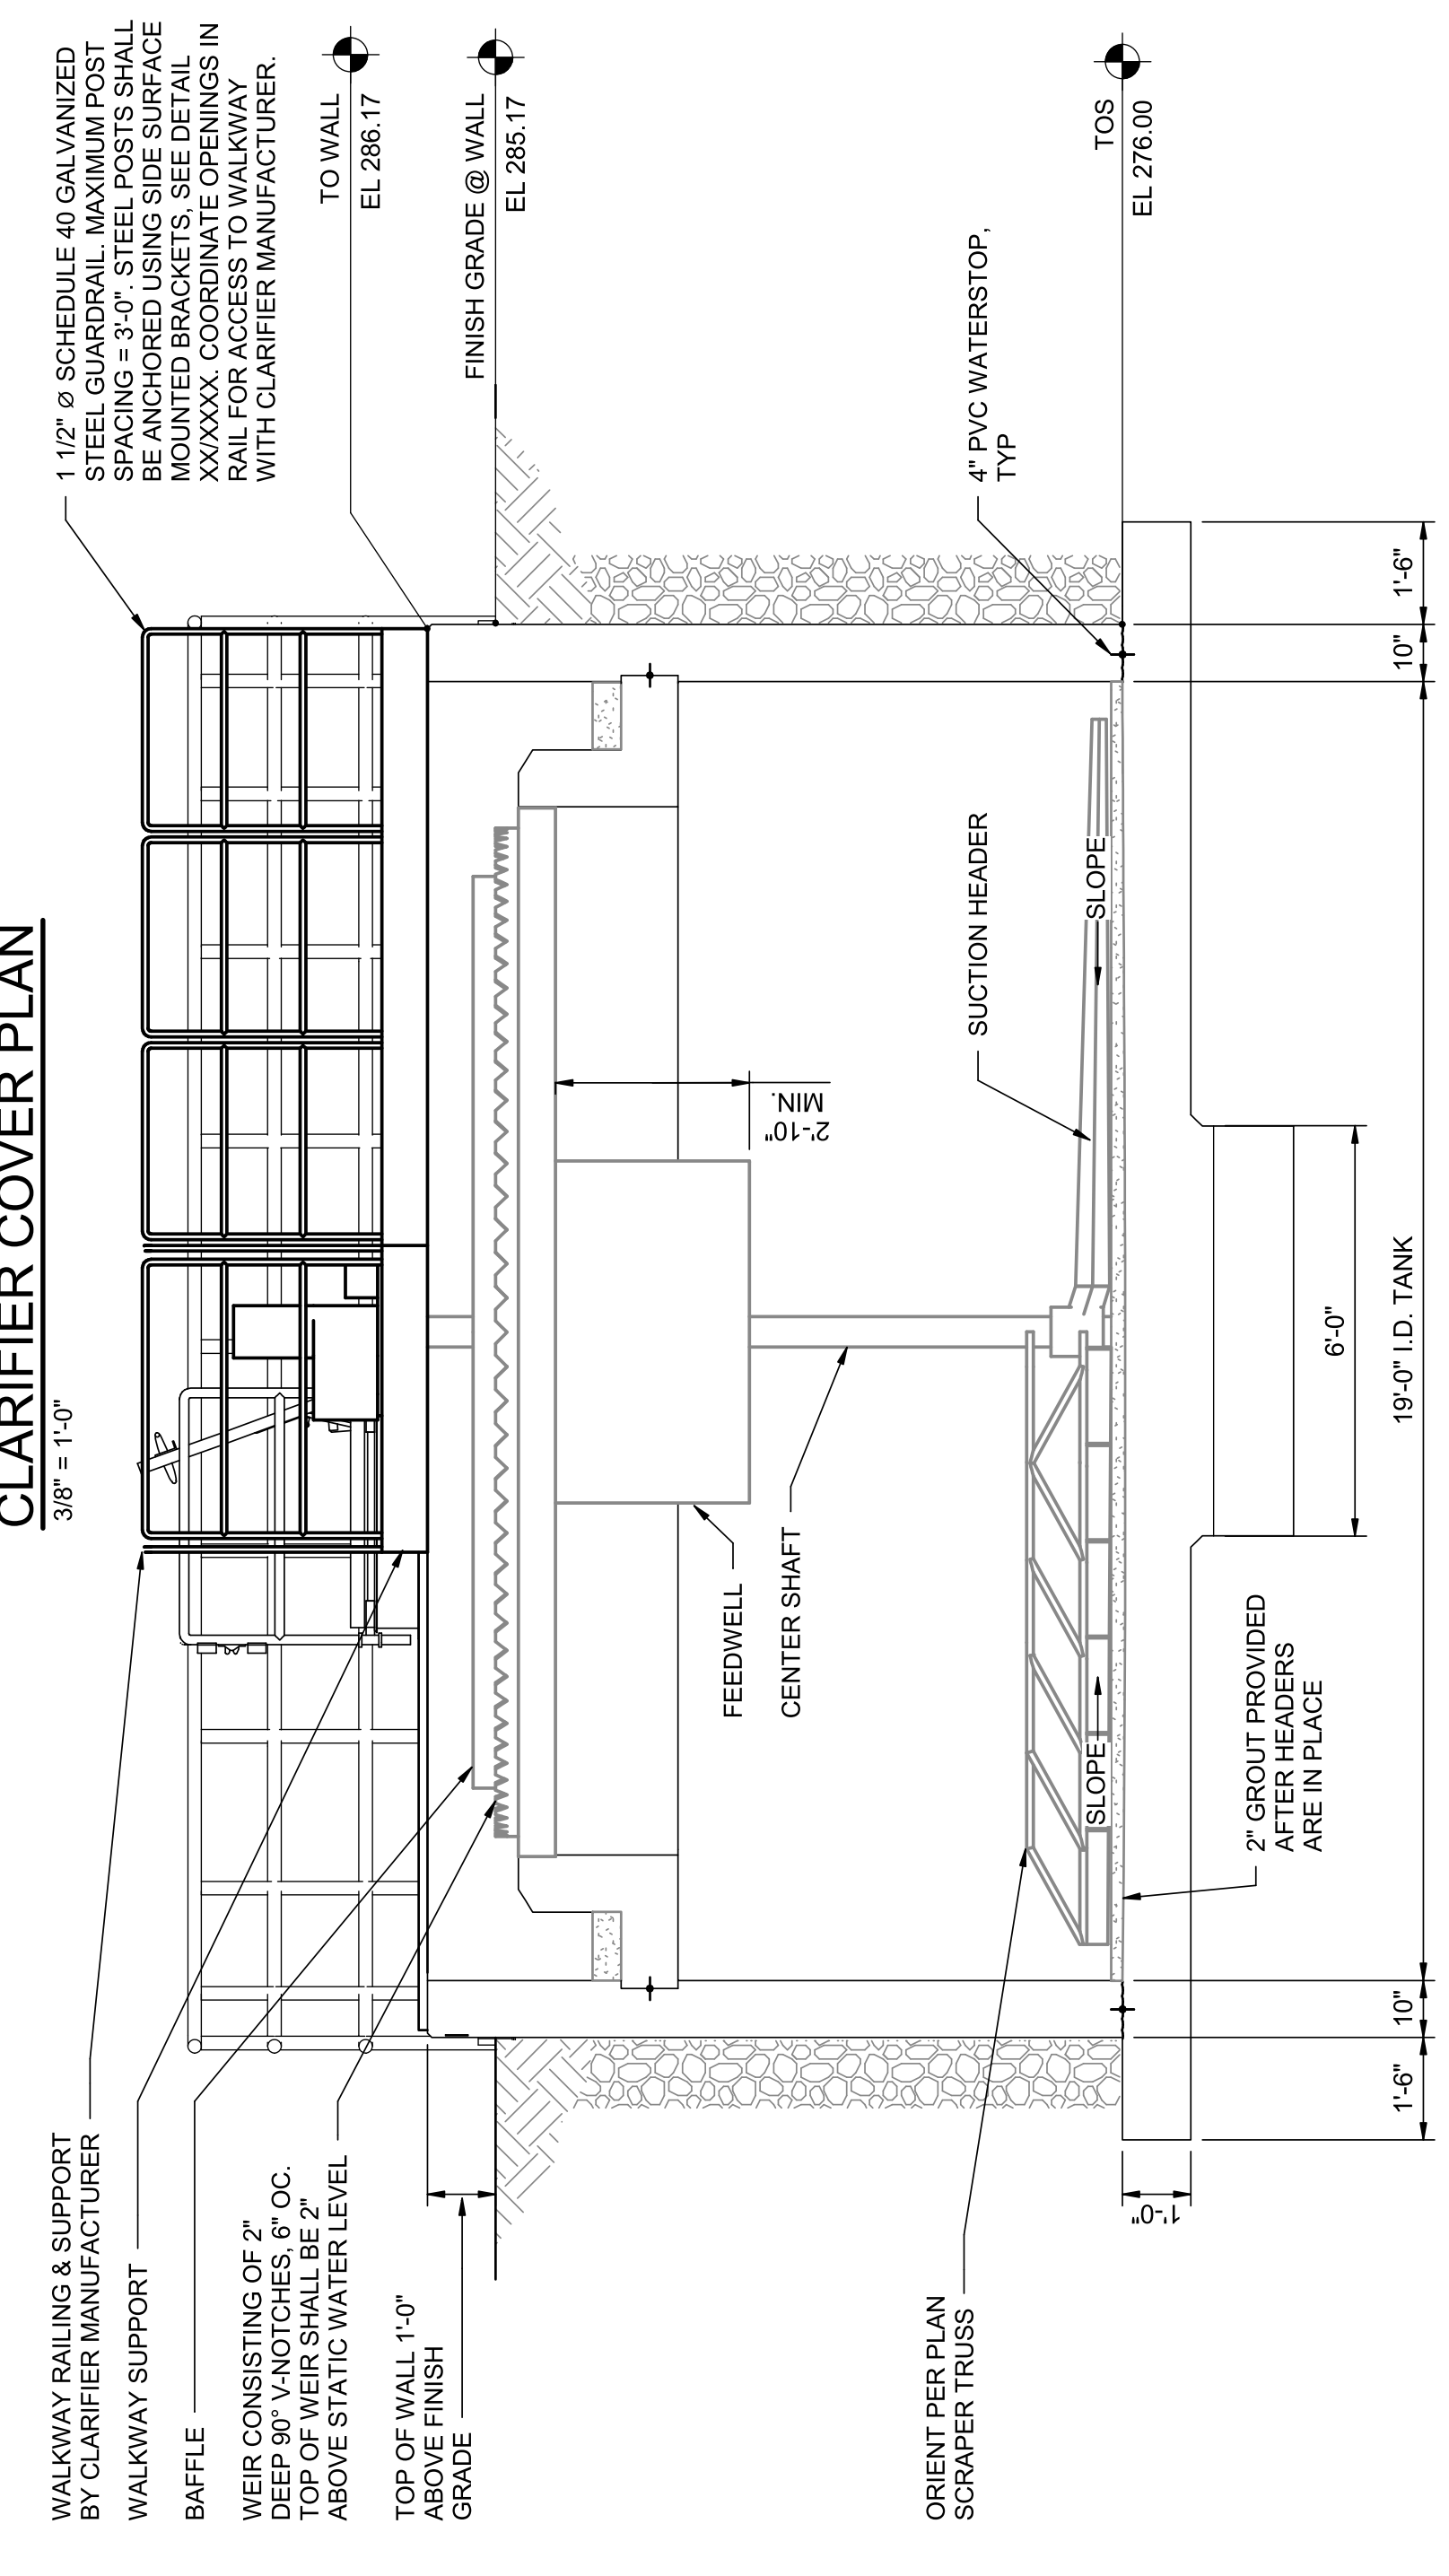 CLARIFIER COVER PLAN
3/8" = 1'-0"
WALKWAY RAILING & SUPPORT
BY CLARIFIER MANUFACTURER
WALKWAY SUPPORT
BAFFLE
WEIR CONSISTING OF 2"
DEEP 90° V-NOTCHES, 6" OC.
TOP OF WEIR SHALL BE 2"
ABOVE STATIC WATER LEVEL
TOP OF WALL 1'-0"
ABOVE FINISH
GRADE
ORIENT PER PLAN
SCRAPER TRUSS
1 1/2" ⌀ SCHEDULE 40 GALVANIZED
STEEL GUARDRAIL. MAXIMUM POST
SPACING = 3'-0". STEEL POSTS SHALL
BE ANCHORED USING SIDE SURFACE
MOUNTED BRACKETS, SEE DETAIL
XX/XXXX. COORDINATE OPENINGS IN
RAIL FOR ACCESS TO WALKWAY
WITH CLARIFIER MANUFACTURER.
TO WALL
EL 286.17
FINISH GRADE @ WALL
EL 285.17
4" PVC WATERSTOP,
TYP
TOS
EL 276.00
2'-10"
MIN.
FEEDWELL
CENTER SHAFT
SUCTION HEADER
SLOPE
SLOPE
2" GROUT PROVIDED
AFTER HEADERS
ARE IN PLACE
1'-0"
6'-0"
1'-6"
10"
19'-0" I.D. TANK
10"
1'-6"